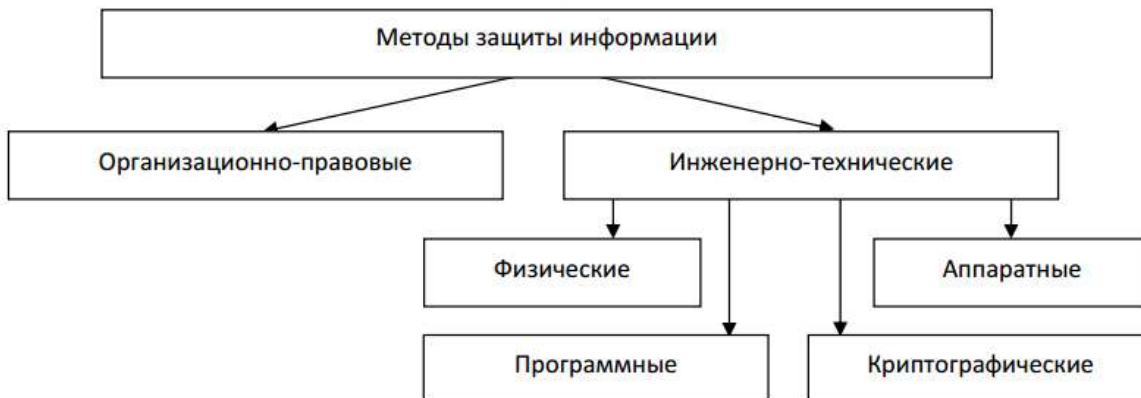 Методы защиты информации
Организационно-правовые
Инженерно-технические
Физические
Аппаратные
Программные
Криптографические